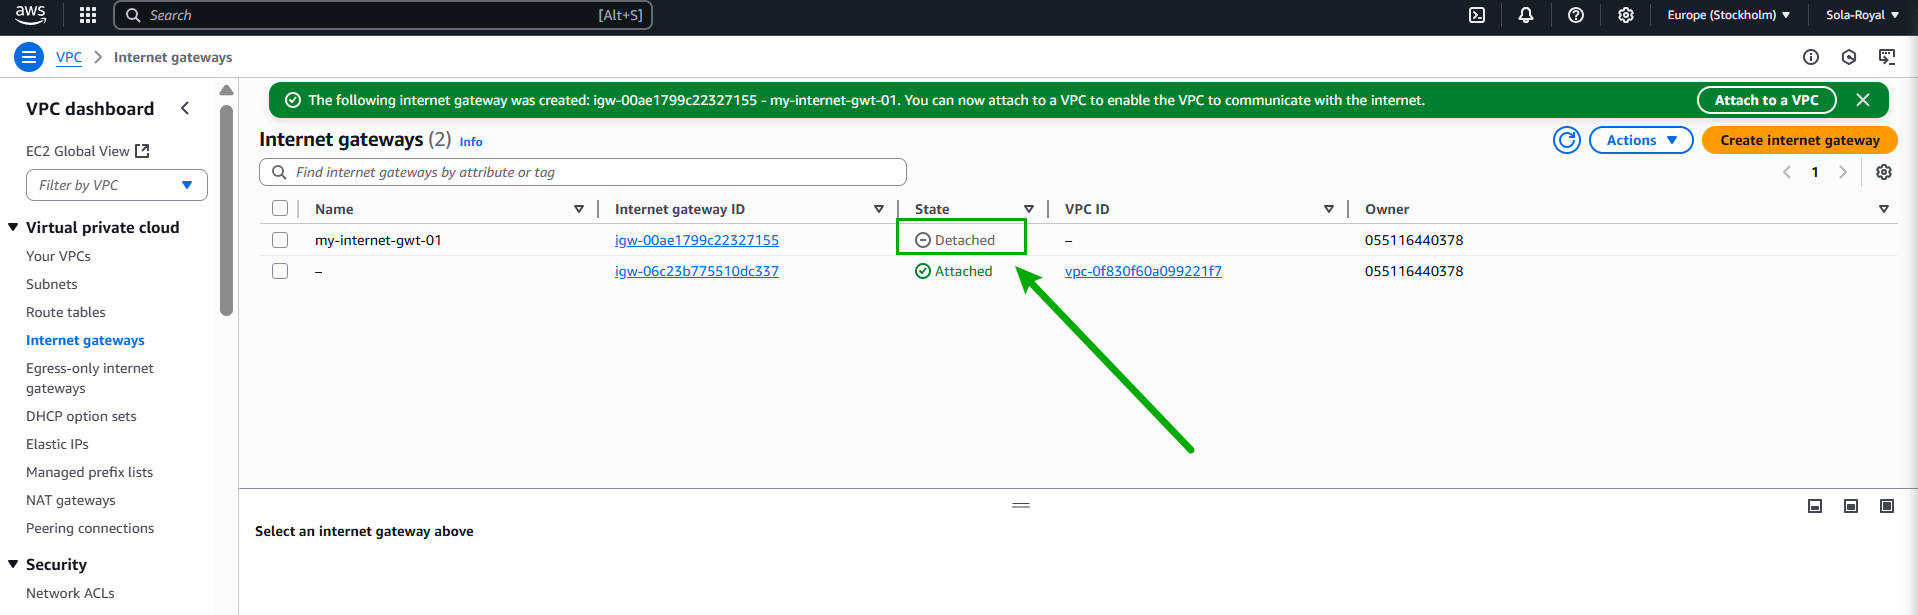 aws
Search [Alt+S] Europe (Stockholm) Sola-Royal
VPC Internet gateways
VPC dashboard
EC2 Global View
Filter by VPC
Virtual private cloud
Your VPCs
Subnets
Route tables
Internet gateways
Egress-only internet
gateways
DHCP option sets
Elastic IPs
Managed prefix lists
NAT gateways
Peering connections
Security
Network ACLs
The following internet gateway was created: igw-00ae1799c22327155 - my-internet-gwt-01. You can now attach to a VPC to enable the VPC to communicate with the internet. Attach to a VPC
Internet gateways (2) Info Actions Create internet gateway
Find internet gateways by attribute or tag 1
Name Internet gateway ID State VPC ID Owner
my-internet-gwt-01 igw-00ae1799c22327155 Detached – 055116440378
– igw-06c23b775510dc337 Attached vpc-0f830f60a099221f7 055116440378
Select an internet gateway above